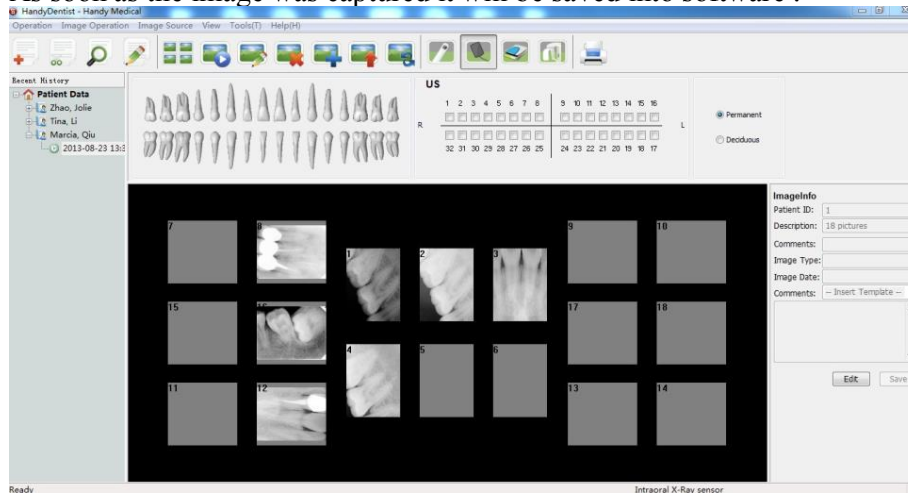 As soon as the image was captured it will be saved into software .
HandyDentist - Handy Medical
Operation Image Operation Image Source View Tools(T) Help(H)
Recent History
Patient Data
Zhao, Jolie
Tina, Li
Marcia, Qiu
2013-08-23 13:3
US
1 2 3 4 5 6 7 8 9 10 11 12 13 14 15 16
R L
32 31 30 29 28 27 26 25 24 23 22 21 20 19 18 17
Permanent
Deciduous
7 8 9 10
1 2 3
15 16 17 18
4 5 6
11 12 13 14
ImageInfo
Patient ID: 1
Description: 18 pictures
Comments:
Image Type:
Image Date:
Comments: -- Insert Template --
Edit Save
Ready Intraoral X-Ray sensor